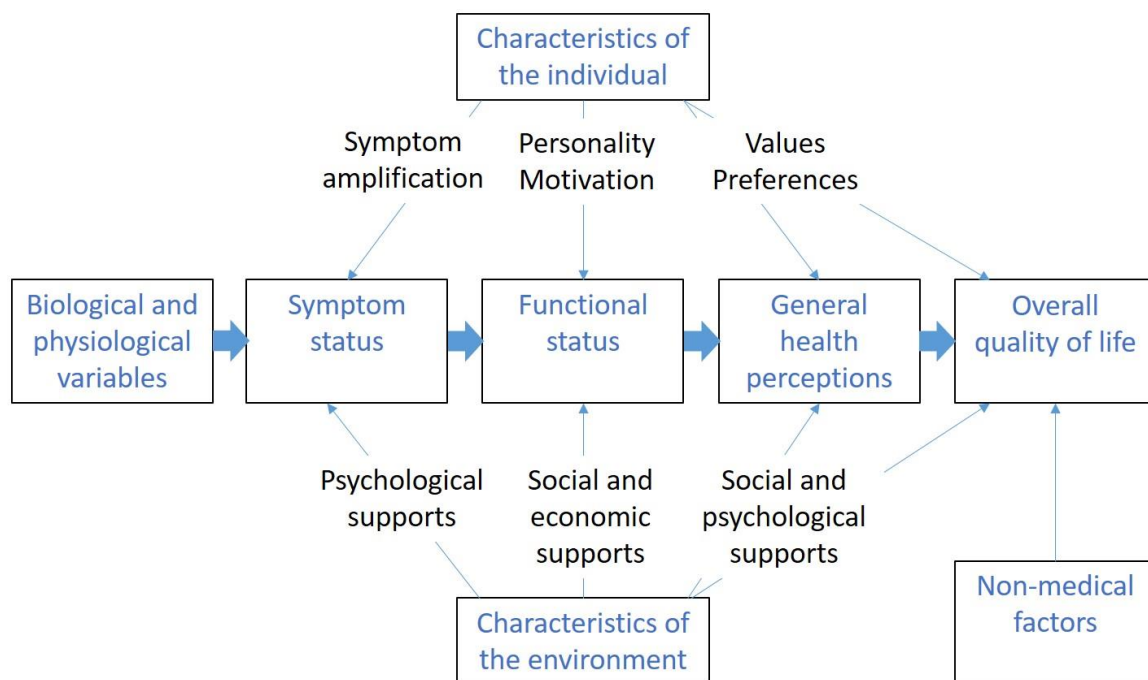 Characteristics of
the individual
Symptom
amplification
Personality
Motivation
Values
Preferences
Biological and
physiological
variables
Symptom
status
Functional
status
General
health
perceptions
Overall
quality of life
Psychological
supports
Social and
economic
supports
Social and
psychological
supports
Characteristics of
the environment
Non-medical
factors